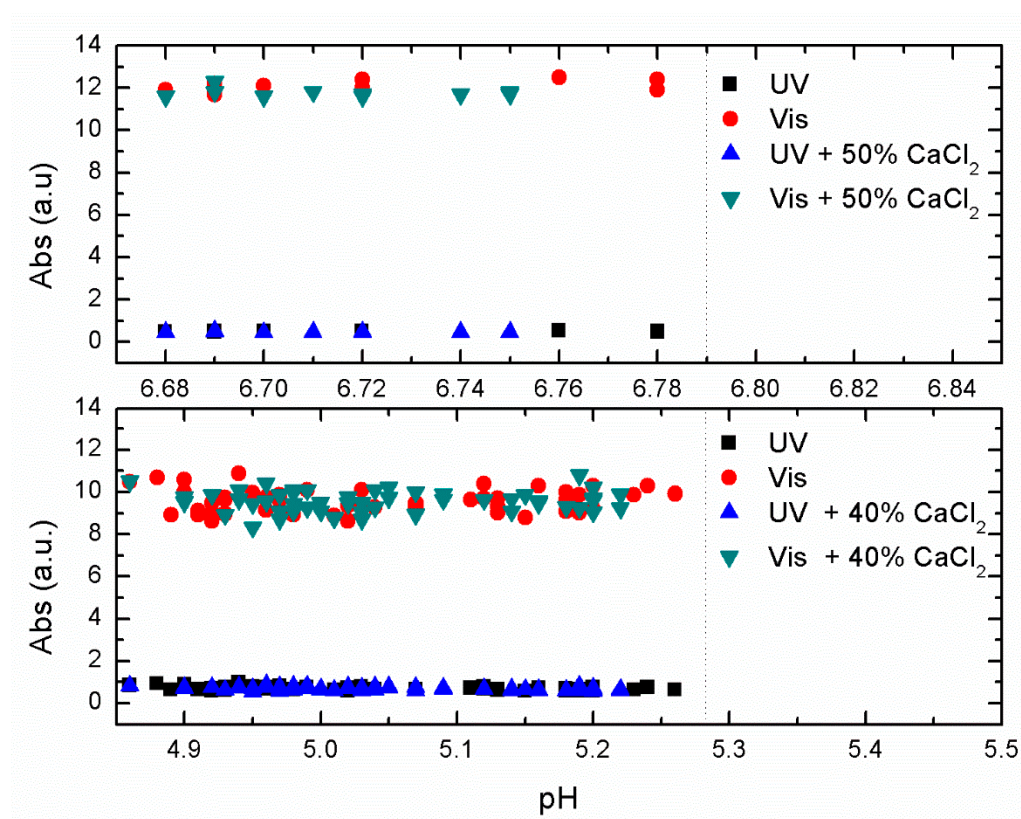 14
12
10
8
6
4
2
0
Abs (a.u)
UV
Vis
UV + 50% CaCl₂
Vis + 50% CaCl₂
6.68 6.70 6.72 6.74 6.76 6.78 6.80 6.82 6.84
14
12
10
8
6
4
2
0
Abs (a.u.)
UV
Vis
UV + 40% CaCl₂
Vis + 40% CaCl₂
4.9 5.0 5.1 5.2 5.3 5.4 5.5
pH